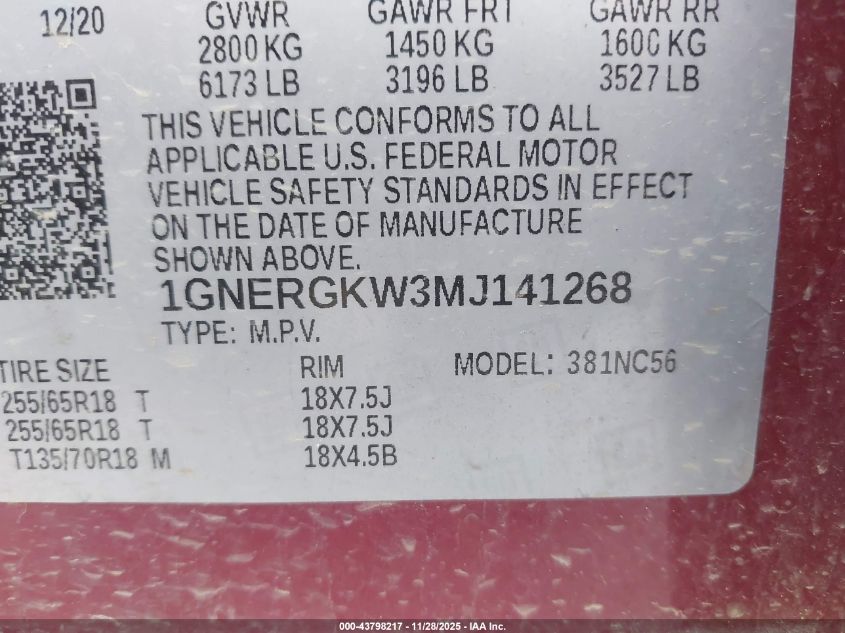 12/20 GVWR GAWR FRT GAWR RR
2800 KG 1450 KG 1600 KG
6173 LB 3196 LB 3527 LB
THIS VEHICLE CONFORMS TO ALL
APPLICABLE U.S. FEDERAL MOTOR
VEHICLE SAFETY STANDARDS IN EFFECT
ON THE DATE OF MANUFACTURE
SHOWN ABOVE.
1GNERGKW3MJ141268
TYPE: M.P.V.
TIRE SIZE RIM MODEL: 381NC56
255/65R18 T 18X7.5J
255/65R18 T 18X7.5J
T135/70R18 M 18X4.5B
000-43798217 - 11/28/2025 - IAA Inc.